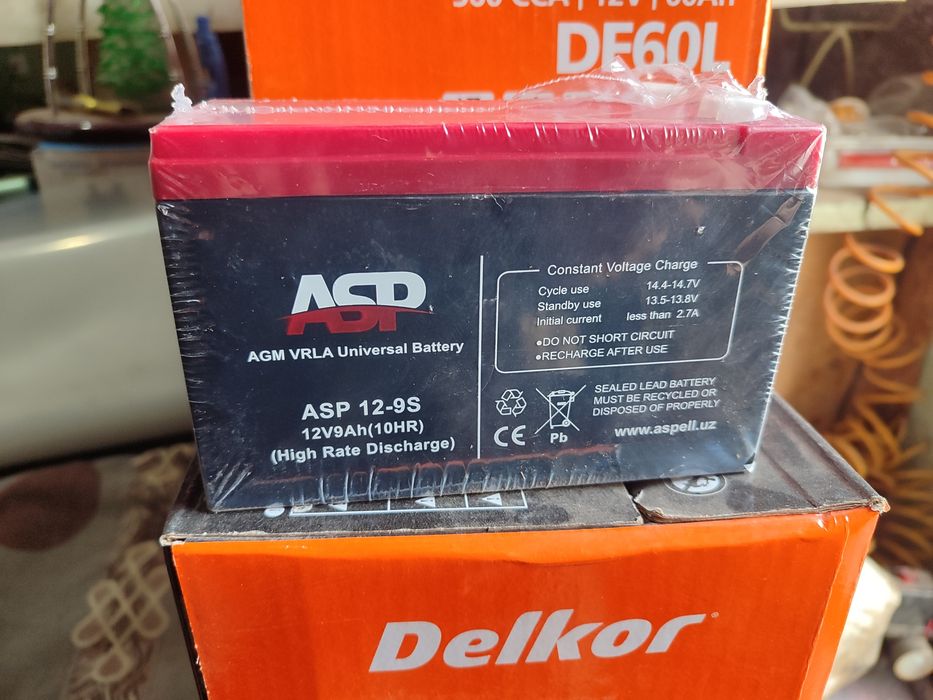 CCA | 12V | 60Ah
DF60L
ASP
AGM VRLA Universal Battery
ASP 12-9S
12V9Ah(10HR)
(High Rate Discharge)
Constant Voltage Charge
Cycle use 14.4-14.7V
Standby use 13.5-13.8V
Initial current less than 2.7A
•DO NOT SHORT CIRCUIT
•RECHARGE AFTER USE
CE
Pb
SEALED LEAD BATTERY
MUST BE RECYCLED OR
DISPOSED OF PROPERLY
www.aspell.uz
Delkor